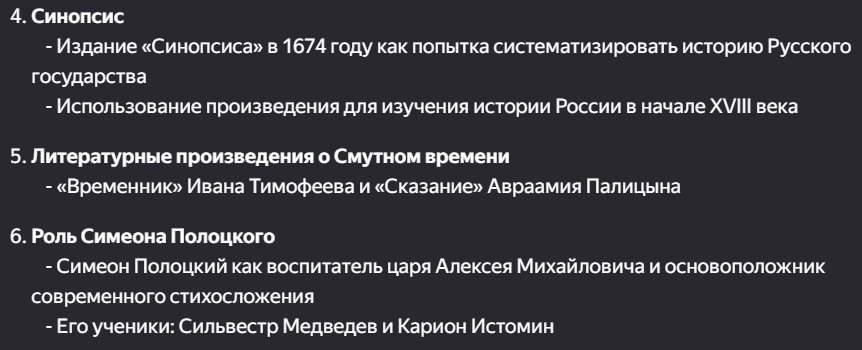 4. Синопсис
- Издание «Синопсиса» в 1674 году как попытка систематизировать историю Русского
государства
- Использование произведения для изучения истории России в начале XVIII века
5. Литературные произведения о Смутном времени
- «Временник» Ивана Тимофеева и «Сказание» Авраамия Палицына
6. Роль Симеона Полоцкого
- Симеон Полоцкий как воспитатель царя Алексея Михайловича и основоположник
современного стихосложения
- Его ученики: Сильвестр Медведев и Карион Истомин